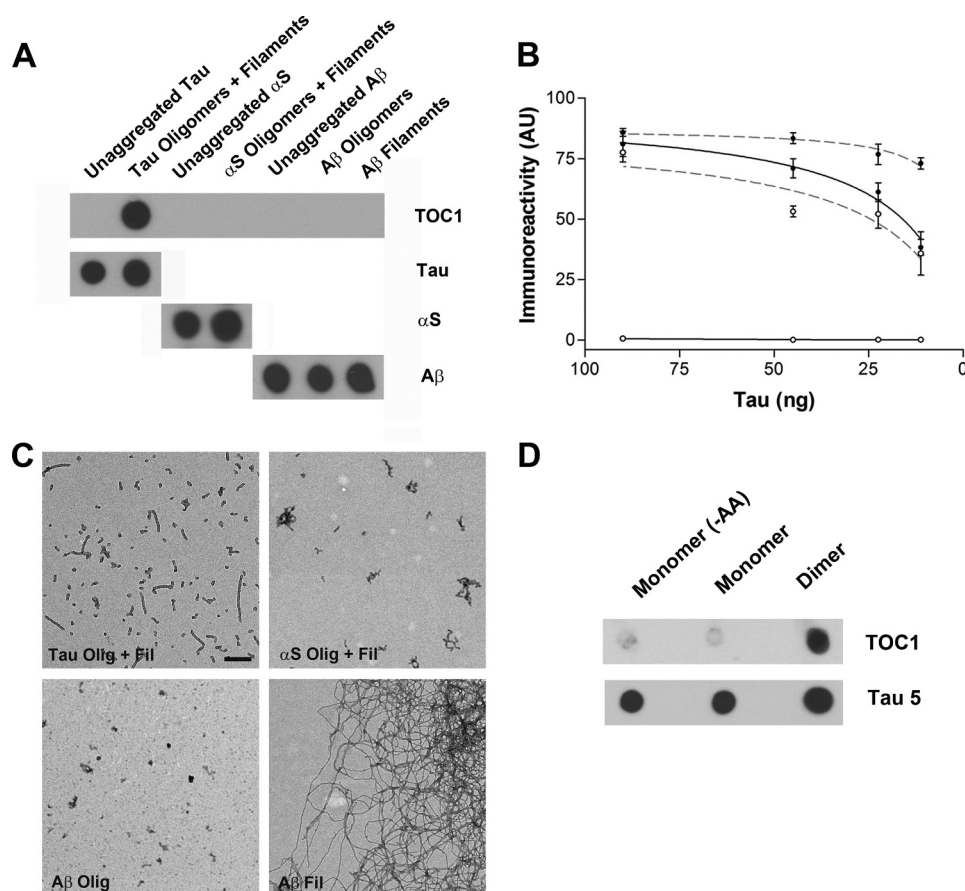 A
Unaggregated Tau
Tau Oligomers + Filaments
Unaggregated αS
αS Oligomers + Filaments
Unaggregated Aβ
Aβ Oligomers
Aβ Filaments
TOC1
Tau
αS
Aβ
B
Immunoreactivity (AU)
100
75
50
25
0
100
75
50
25
0
Tau (ng)
C
Tau Olig + Fil
αS Olig + Fil
Aβ Olig
Aβ Fil
D
Monomer (-AA)
Monomer
Dimer
TOC1
Tau 5